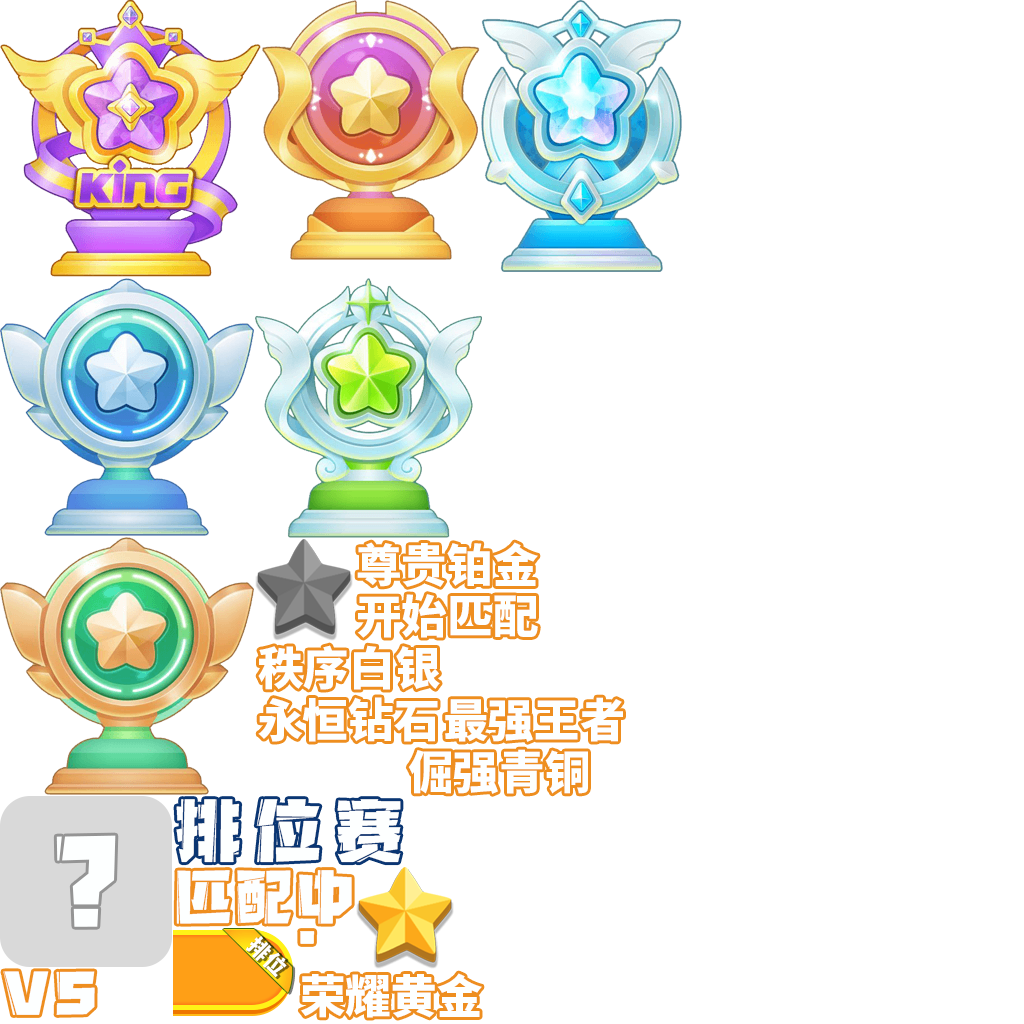 KING
尊贵铂金
开始匹配
秩序白银
永恒钻石
最强王者
倔强青铜
?
排位赛
匹配中
.
排位
VS
荣耀黄金